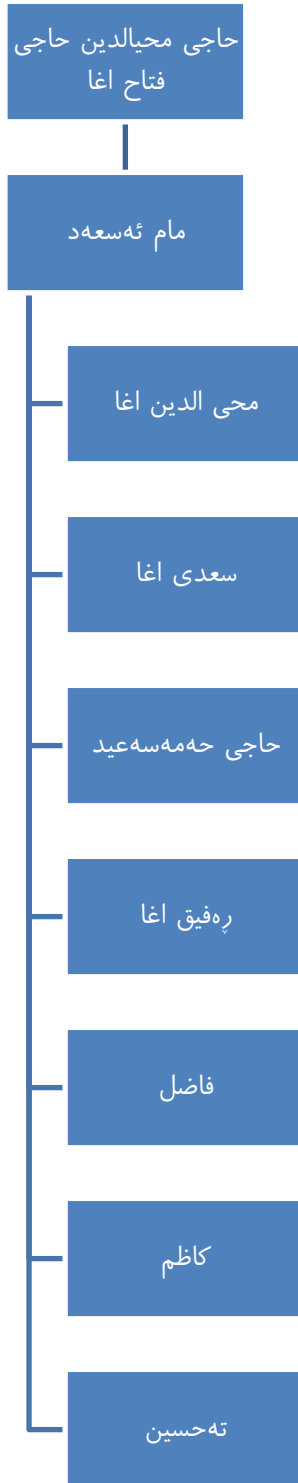 حاجی محیالدین حاجی
فتاح اغا
مام ئەسعەد
محی الدین اغا
سعدی اغا
حاجی حەمەسەعید
ڕەفیق اغا
فاضل
کاظم
تەحسین